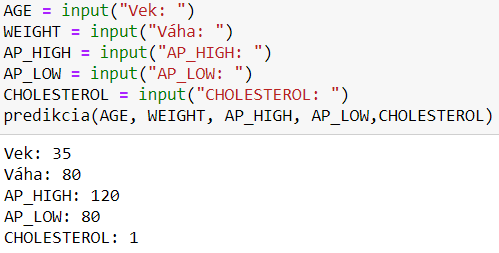 AGE = input("Vek: ")
WEIGHT = input("Váha: ")
AP_HIGH = input("AP_HIGH: ")
AP_LOW = input("AP_LOW: ")
CHOLESTEROL = input("CHOLESTEROL: ")
predikcia(AGE, WEIGHT, AP_HIGH, AP_LOW,CHOLESTEROL)
Vek: 35
Váha: 80
AP_HIGH: 120
AP_LOW: 80
CHOLESTEROL: 1